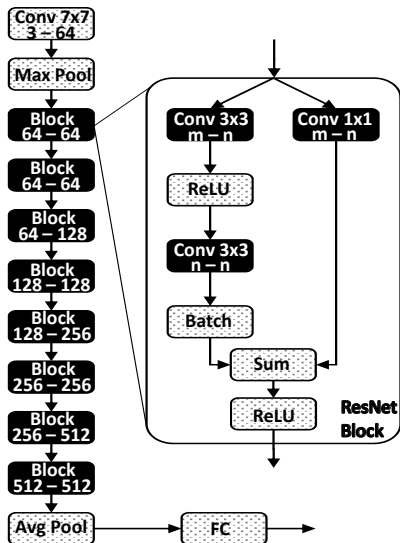 Conv 7x7
3 – 64
Max Pool
Block
64 – 64
Block
64 – 64
Block
64 – 128
Block
128 – 128
Block
128 – 256
Block
256 – 256
Block
256 – 512
Block
512 – 512
Avg Pool
FC
Conv 3x3
m – n
Conv 1x1
m – n
ReLU
Conv 3x3
n – n
Batch
Sum
ReLU
ResNet
Block